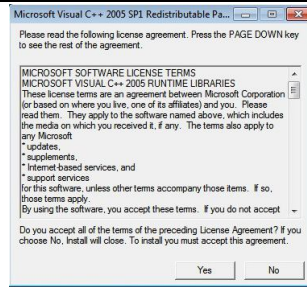 Microsoft Visual C++ 2005 SP1 Redistributable Pa...
Please read the following license agreement. Press the PAGE DOWN key
to see the rest of the agreement.
MICROSOFT SOFTWARE LICENSE TERMS
MICROSOFT VISUAL C++ 2005 RUNTIME LIBRARIES
These license terms are an agreement between Microsoft Corporation
(or based on where you live, one of its affiliates) and you. Please
read them. They apply to the software named above, which includes
the media on which you received it, if any. The terms also apply to
any Microsoft
* updates,
* supplements,
* Internet-based services, and
* support services
for this software, unless other terms accompany those items. If so,
those terms apply.
By using the software, you accept these terms. If you do not accept
Do you accept all of the terms of the preceding License Agreement? If you
choose No, Install will close. To install you must accept this agreement.
Yes
No